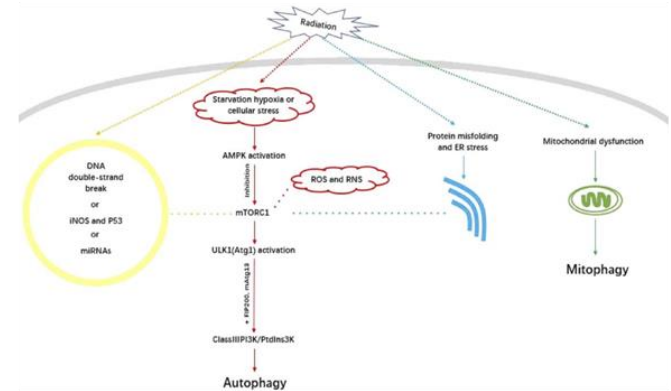 Radiation
Starvation hypoxia or
cellular stress
Protein misfolding
and ER stress
Mitochondrial dysfunction
DNA
double-strand
break
or
iNOS and P53
or
miRNAs
AMPK activation
Inhibition
ROS and RNS
mTORC1
ULK1(Atg1) activation
+ FIP200, mAtg13
ClassIIIPI3K/PtdIns3K
Autophagy
Mitophagy